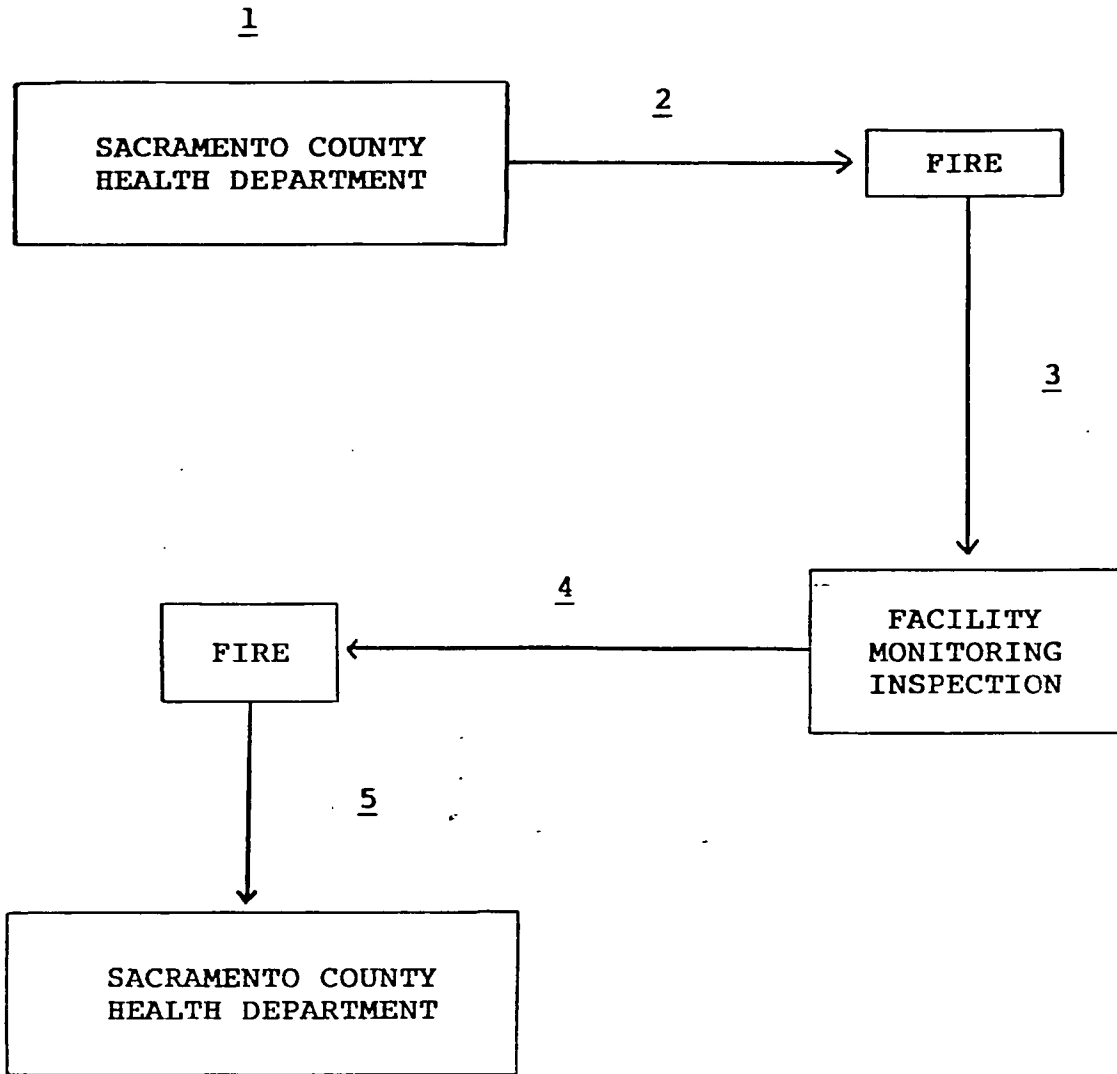 1
SACRAMENTO COUNTY
HEALTH DEPARTMENT
2
FIRE
3
FACILITY
MONITORING
INSPECTION
4
FIRE
5
SACRAMENTO COUNTY
HEALTH DEPARTMENT